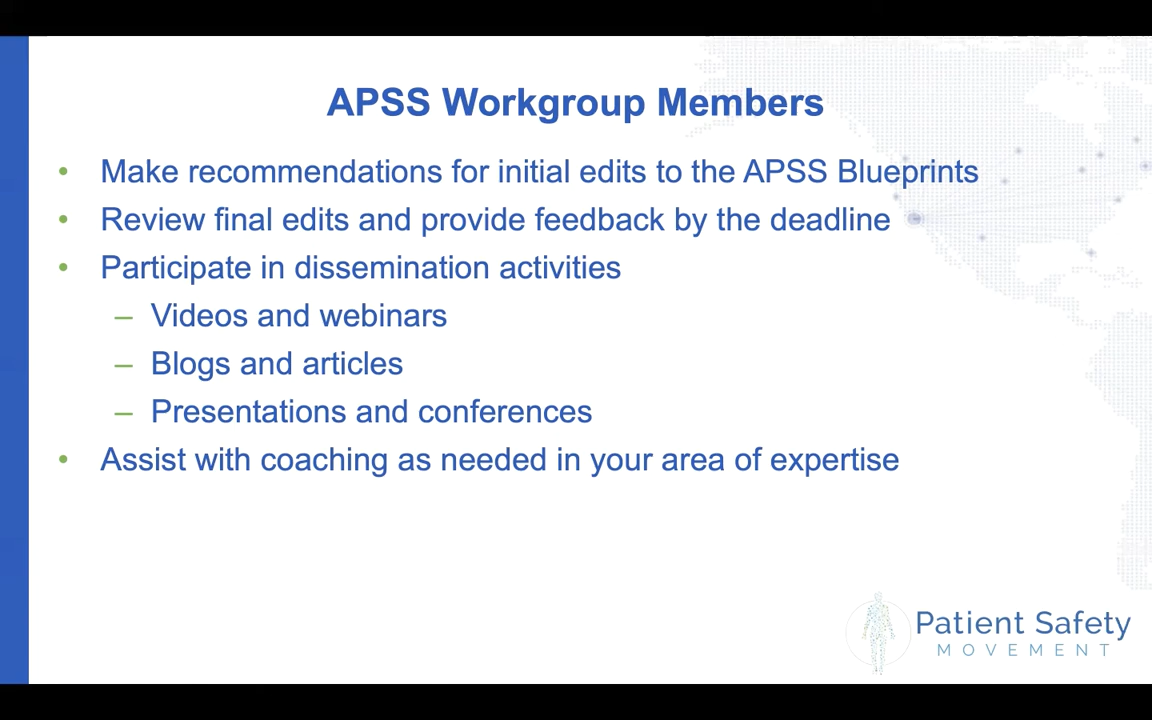 APSS Workgroup Members
• Make recommendations for initial edits to the APSS Blueprints
• Review final edits and provide feedback by the deadline
• Participate in dissemination activities
– Videos and webinars
– Blogs and articles
– Presentations and conferences
• Assist with coaching as needed in your area of expertise
Patient Safety
MOVEMENT